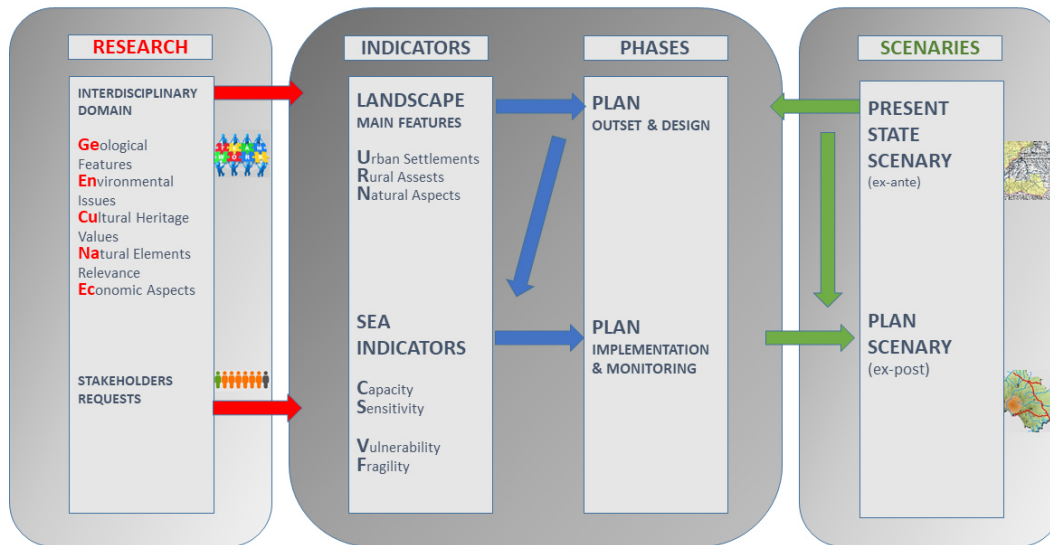 RESEARCH
INTERDISCIPLINARY
DOMAIN
Geological
Features
Environmental
Issues
Cultural Heritage
Values
Natural Elements
Relevance
Economic Aspects
STAKEHOLDERS
REQUESTS
INDICATORS
LANDSCAPE
MAIN FEATURES
Urban Settlements
Rural Assests
Natural Aspects
SEA
INDICATORS
Capacity
Sensitivity
Vulnerability
Fragility
PHASES
PLAN
OUTSET & DESIGN
PLAN
IMPLEMENTATION
& MONITORING
SCENARIES
PRESENT
STATE
SCENARY
(ex-ante)
PLAN
SCENARY
(ex-post)